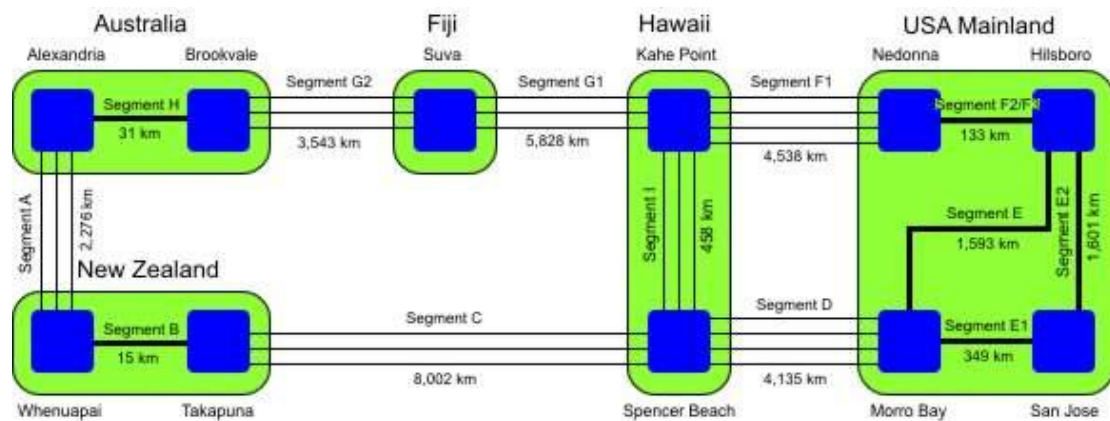 Australia
Fiji
Hawaii
USA Mainland
Alexandria
Brookvale
Suva
Kahe Point
Nedonna
Hilsboro
Segment G2
Segment G1
Segment F1
Segment H
31 km
Segment F2/F3
133 km
3,543 km
5,828 km
4,538 km
Segment A
2,276 km
Segment I
458 km
Segment E
1,593 km
Segment E2
1,601 km
New Zealand
Segment B
15 km
Segment C
8,002 km
Segment D
4,135 km
Segment E1
349 km
Whenuapai
Takapuna
Spencer Beach
Morro Bay
San Jose